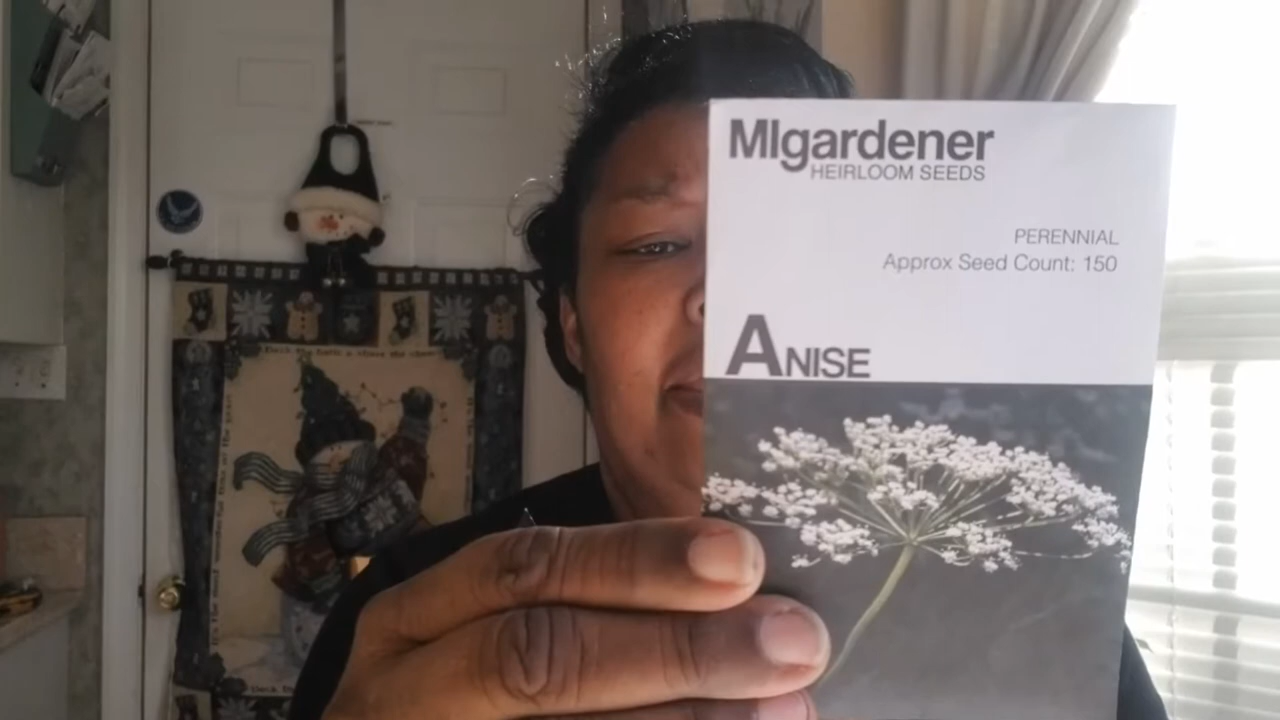 MIgardener
HEIRLOOM SEEDS
PERENNIAL
Approx Seed Count: 150
ANISE